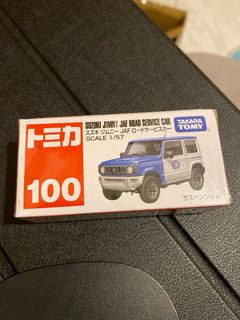 トミカ
100
SUZUKI JIMNY JAF ROAD SERVICE CAR
スズキ ジムニー JAF ロードサービスカー
SCALE 1/57
TAKARA
TOMY
サスペンション